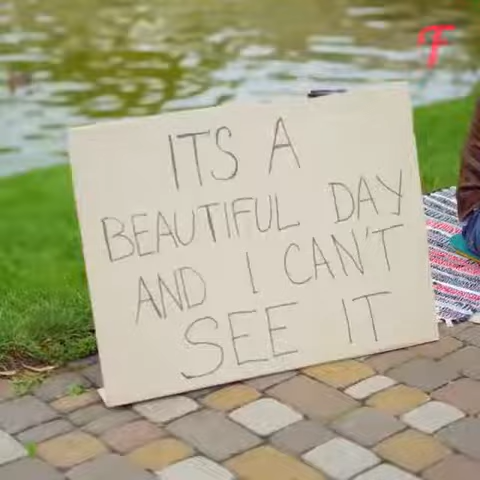 ITS A
BEAUTIFUL DAY
AND I CAN'T
SEE IT
F